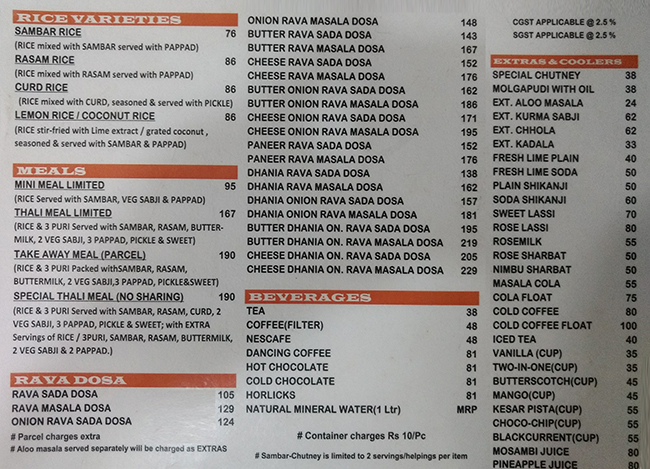 RICE VARIETIES
SAMBAR RICE 76
(RICE mixed with SAMBAR served with PAPPAD)
RASAM RICE 86
(RICE mixed with RASAM served with PAPPAD)
CURD RICE 86
(RICE mixed with CURD, seasoned & served with PICKLE)
LEMON RICE / COCONUT RICE 86
(RICE stir-fried with Lime extract / grated coconut ,
seasoned & served with SAMBAR & PAPPAD)
MEALS
MINI MEAL LIMITED 95
(RICE Served with SAMBAR, VEG SABJI & PAPPAD)
THALI MEAL LIMITED 167
(RICE & 3 PURI Served with SAMBAR, RASAM, BUTTER-
MILK, 2 VEG SABJI, 3 PAPPAD, PICKLE & SWEET)
TAKE AWAY MEAL (PARCEL) 190
(RICE & 3 PURI Packed withSAMBAR, RASAM,
BUTTERMILK, 2 VEG SABJI,3 PAPPAD, PICKLE&SWEET)
SPECIAL THALI MEAL (NO SHARING) 190
(RICE & 3 PURI Served with SAMBAR, RASAM, CURD, 2
VEG SABJI, 3 PAPPAD, PICKLE & SWEET; with EXTRA
Servings of RICE / 3PURI, SAMBAR, RASAM, BUTTERMILK,
2 VEG SABJI & 2 PAPPAD.)
RAVA DOSA
RAVA SADA DOSA 105
RAVA MASALA DOSA 129
ONION RAVA SADA DOSA 124
# Parcel charges extra
# Aloo masala served separately will be charged as EXTRAS
ONION RAVA MASALA DOSA 148
BUTTER RAVA SADA DOSA 143
BUTTER RAVA MASALA DOSA 167
CHEESE RAVA SADA DOSA 152
CHEESE RAVA MASALA DOSA 176
BUTTER ONION RAVA SADA DOSA 162
BUTTER ONION RAVA MASALA DOSA 186
CHEESE ONION RAVA SADA DOSA 171
CHEESE ONION RAVA MASALA DOSA 195
PANEER RAVA SADA DOSA 152
PANEER RAVA MASALA DOSA 176
DHANIA RAVA SADA DOSA 138
DHANIA RAVA MASALA DOSA 162
DHANIA ONION RAVA SADA DOSA 157
DHANIA ONION RAVA MASALA DOSA 181
BUTTER DHANIA ON. RAVA SADA DOSA 195
BUTTER DHANIA ON. RAVA MASALA DOSA 219
CHEESE DHANIA ON. RAVA SADA DOSA 205
CHEESE DHANIA ON. RAVA MASALA DOSA 229
BEVERAGES
TEA 38
COFFEE(FILTER) 48
NESCAFE 48
DANCING COFFEE 81
HOT CHOCOLATE 81
COLD CHOCOLATE 81
HORLICKS 81
NATURAL MINERAL WATER(1 Ltr) MRP
# Container charges Rs 10/Pc
# Sambar-Chutney is limited to 2 servings/helpings per item
CGST APPLICABLE @ 2.5 %
SGST APPLICABLE @ 2.5 %
EXTRAS & COOLERS
SPECIAL CHUTNEY 38
MOLGAPUDI WITH OIL 38
EXT. ALOO MASALA 24
EXT. KURMA SABJI 62
EXT. CHHOLA 62
EXT. KADALA 33
FRESH LIME PLAIN 40
FRESH LIME SODA 50
PLAIN SHIKANJI 50
SODA SHIKANJI 60
SWEET LASSI 70
ROSE LASSI 80
ROSEMILK 55
ROSE SHARBAT 50
NIMBU SHARBAT 50
MASALA COLA 55
COLA FLOAT 75
COLD COFFEE 80
COLD COFFEE FLOAT 100
ICED TEA 40
VANILLA (CUP) 35
TWO-IN-ONE(CUP) 35
BUTTERSCOTCH(CUP) 45
MANGO(CUP) 45
KESAR PISTA(CUP) 55
CHOCO-CHIP(CUP) 55
BLACKCURRENT(CUP) 55
MOSAMBI JUICE 80
PINEAPPLE JUICE 80